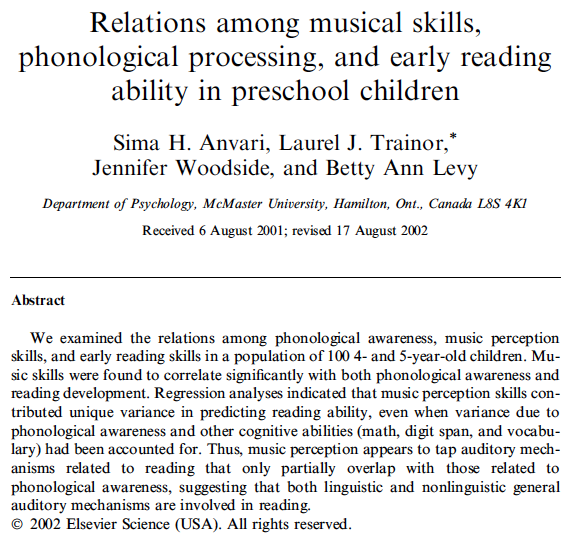 Relations among musical skills,
phonological processing, and early reading
ability in preschool children
Sima H. Anvari, Laurel J. Trainor,*
Jennifer Woodside, and Betty Ann Levy
Department of Psychology, McMaster University, Hamilton, Ont., Canada L8S 4K1
Received 6 August 2001; revised 17 August 2002
Abstract
We examined the relations among phonological awareness, music perception
skills, and early reading skills in a population of 100 4- and 5-year-old children. Mu-
sic skills were found to correlate significantly with both phonological awareness and
reading development. Regression analyses indicated that music perception skills con-
tributed unique variance in predicting reading ability, even when variance due to
phonological awareness and other cognitive abilities (math, digit span, and vocabu-
lary) had been accounted for. Thus, music perception appears to tap auditory mech-
anisms related to reading that only partially overlap with those related to
phonological awareness, suggesting that both linguistic and nonlinguistic general
auditory mechanisms are involved in reading.
© 2002 Elsevier Science (USA). All rights reserved.